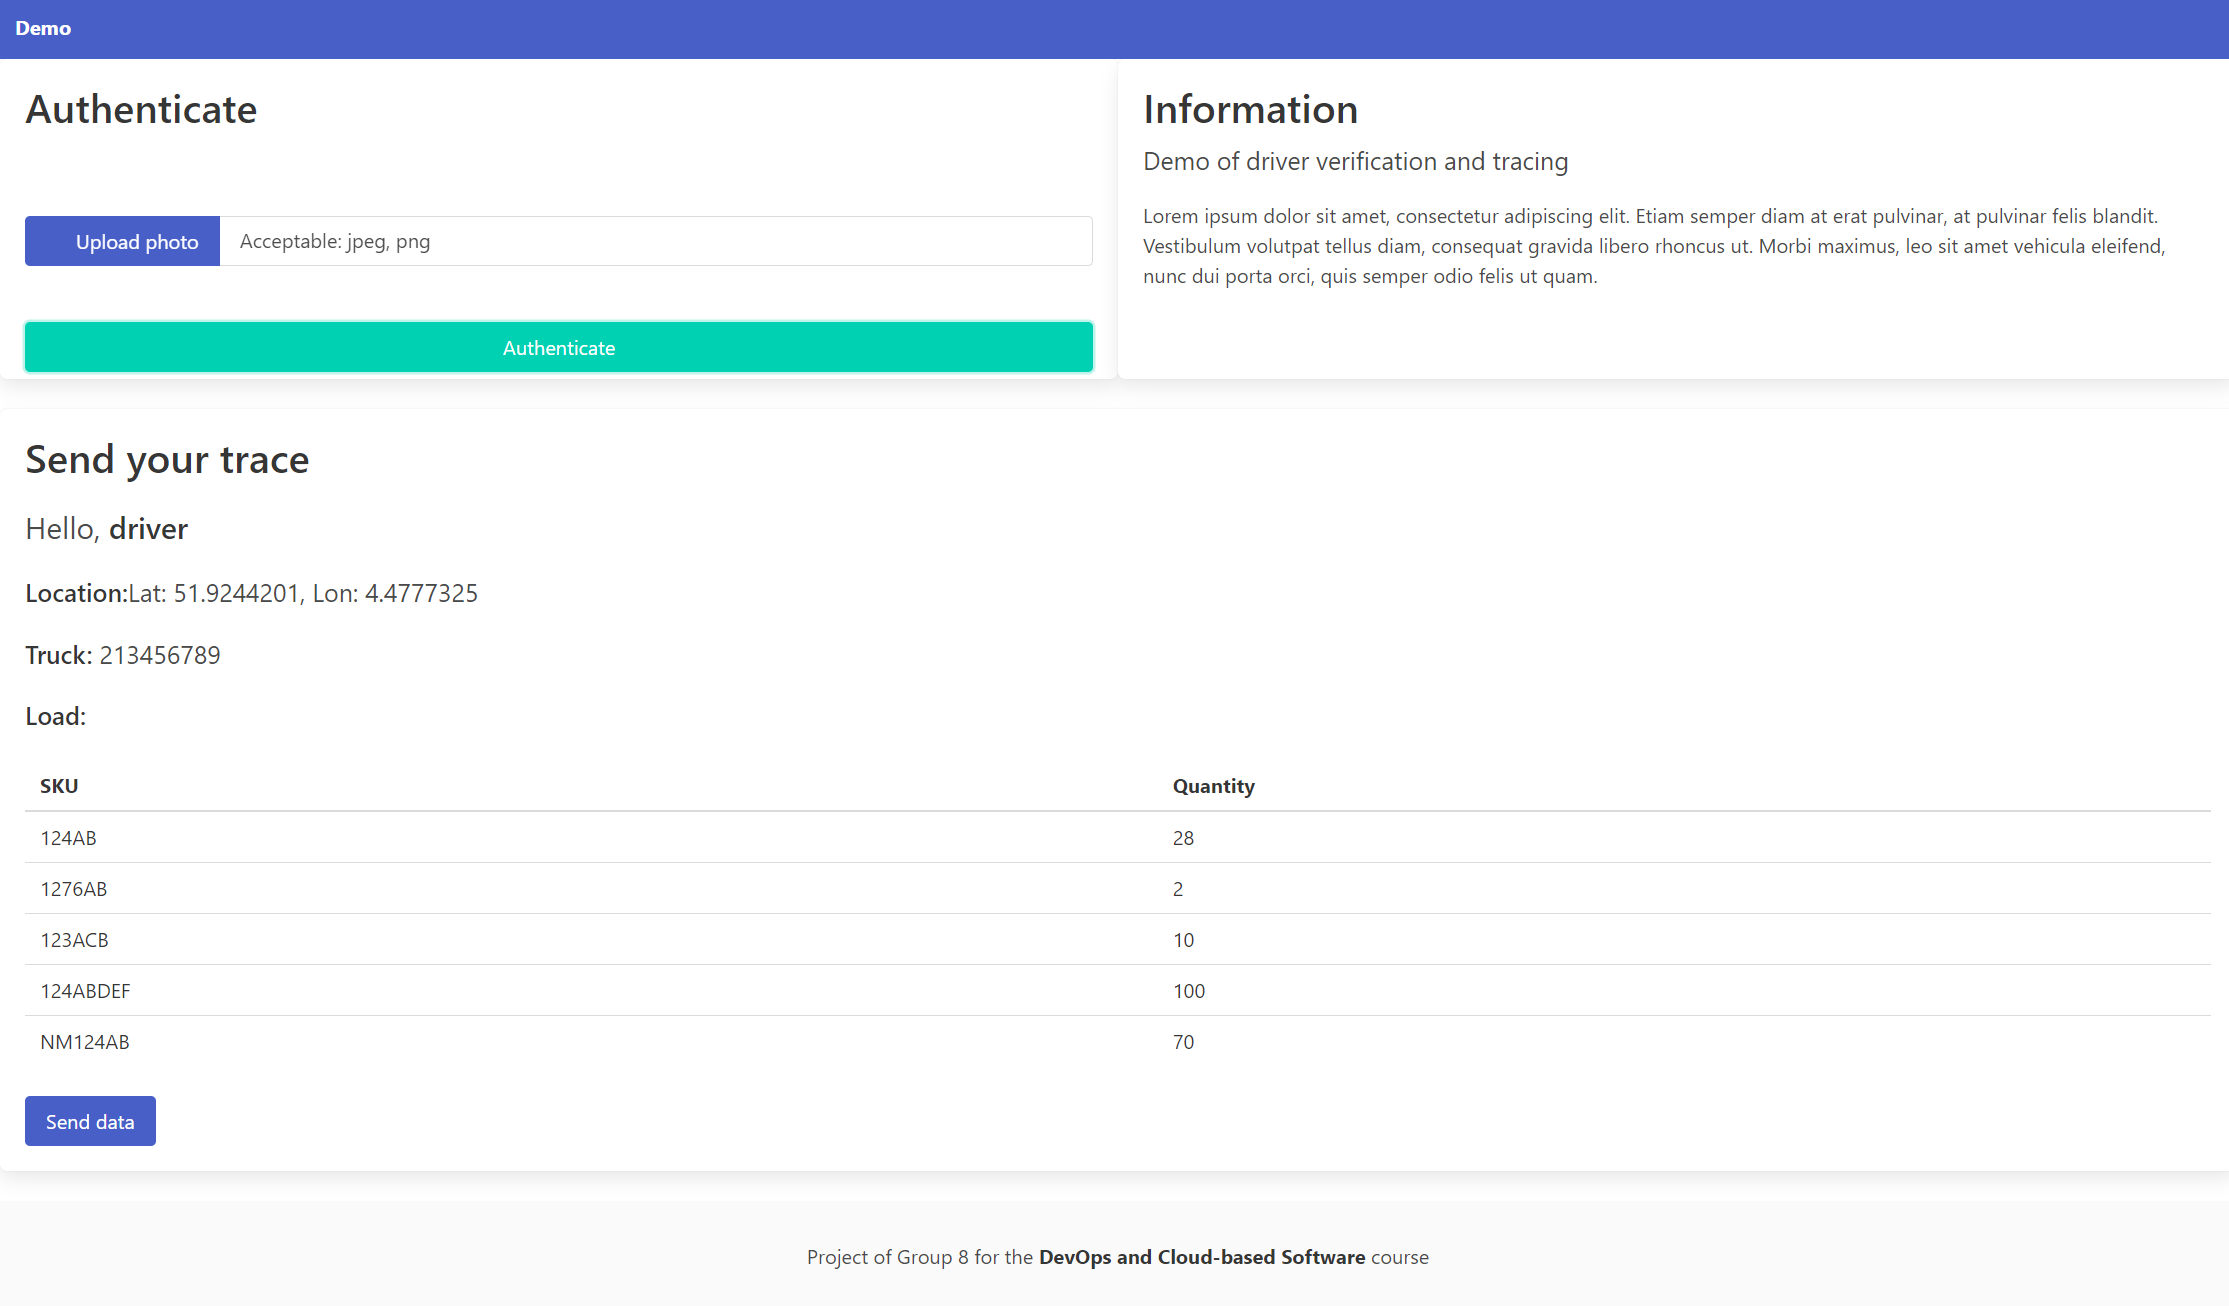 Demo
Authenticate
Upload photo
Acceptable: jpeg, png
Authenticate
Information
Demo of driver verification and tracing
Lorem ipsum dolor sit amet, consectetur adipiscing elit. Etiam semper diam at erat pulvinar, at pulvinar felis blandit.
Vestibulum volutpat tellus diam, consequat gravida libero rhoncus ut. Morbi maximus, leo sit amet vehicula eleifend,
nunc dui porta orci, quis semper odio felis ut quam.
Send your trace
Hello, driver
Location:Lat: 51.9244201, Lon: 4.4777325
Truck: 213456789
Load:
SKU Quantity
124AB 28
1276AB 2
123ACB 10
124ABDEF 100
NM124AB 70
Send data
Project of Group 8 for the DevOps and Cloud-based Software course